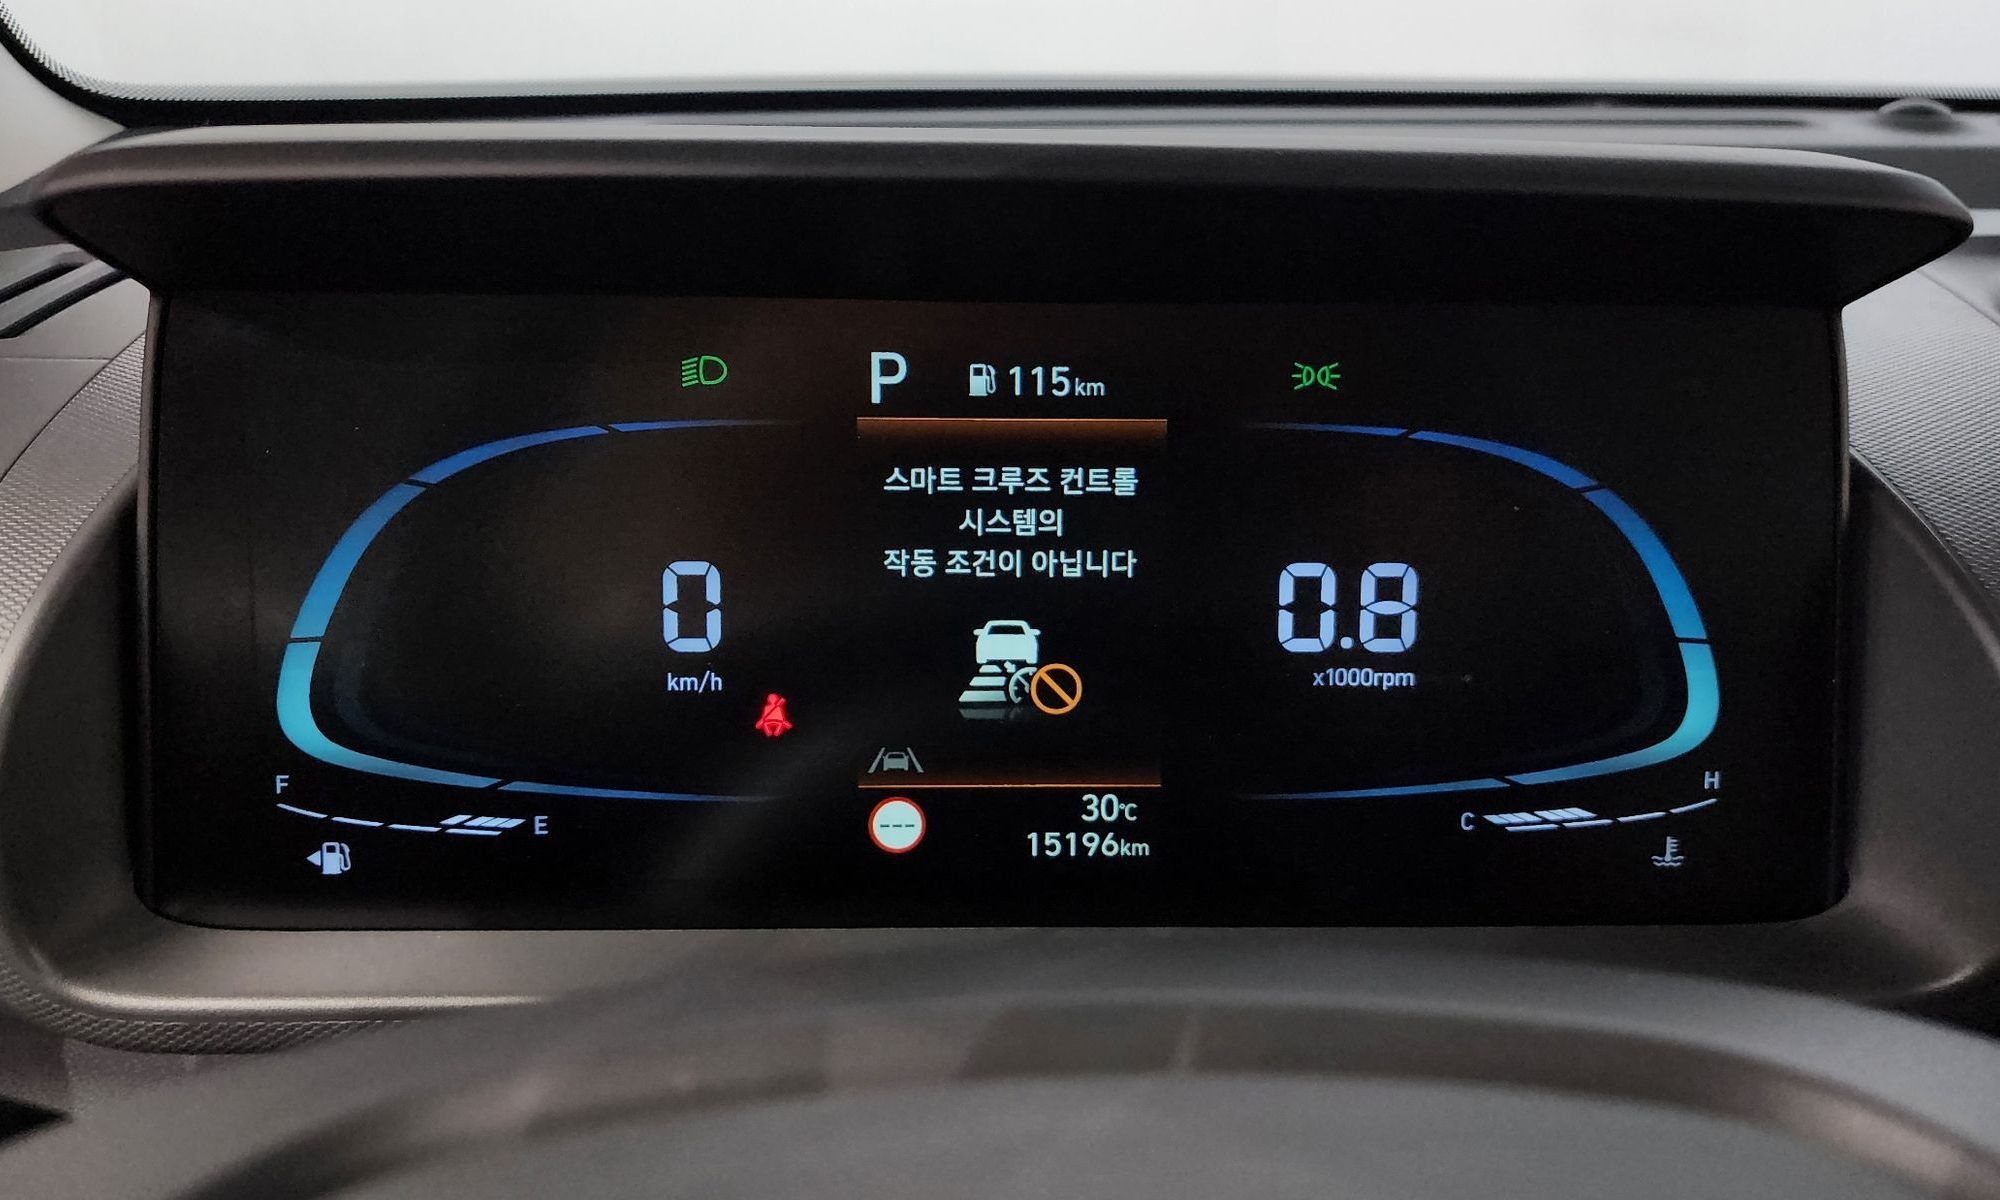 P 115km
스마트 크루즈 컨트롤
시스템의
작동 조건이 아닙니다
0
km/h
0.8
x1000rpm
F
E
C
H
---
30°C
15196km